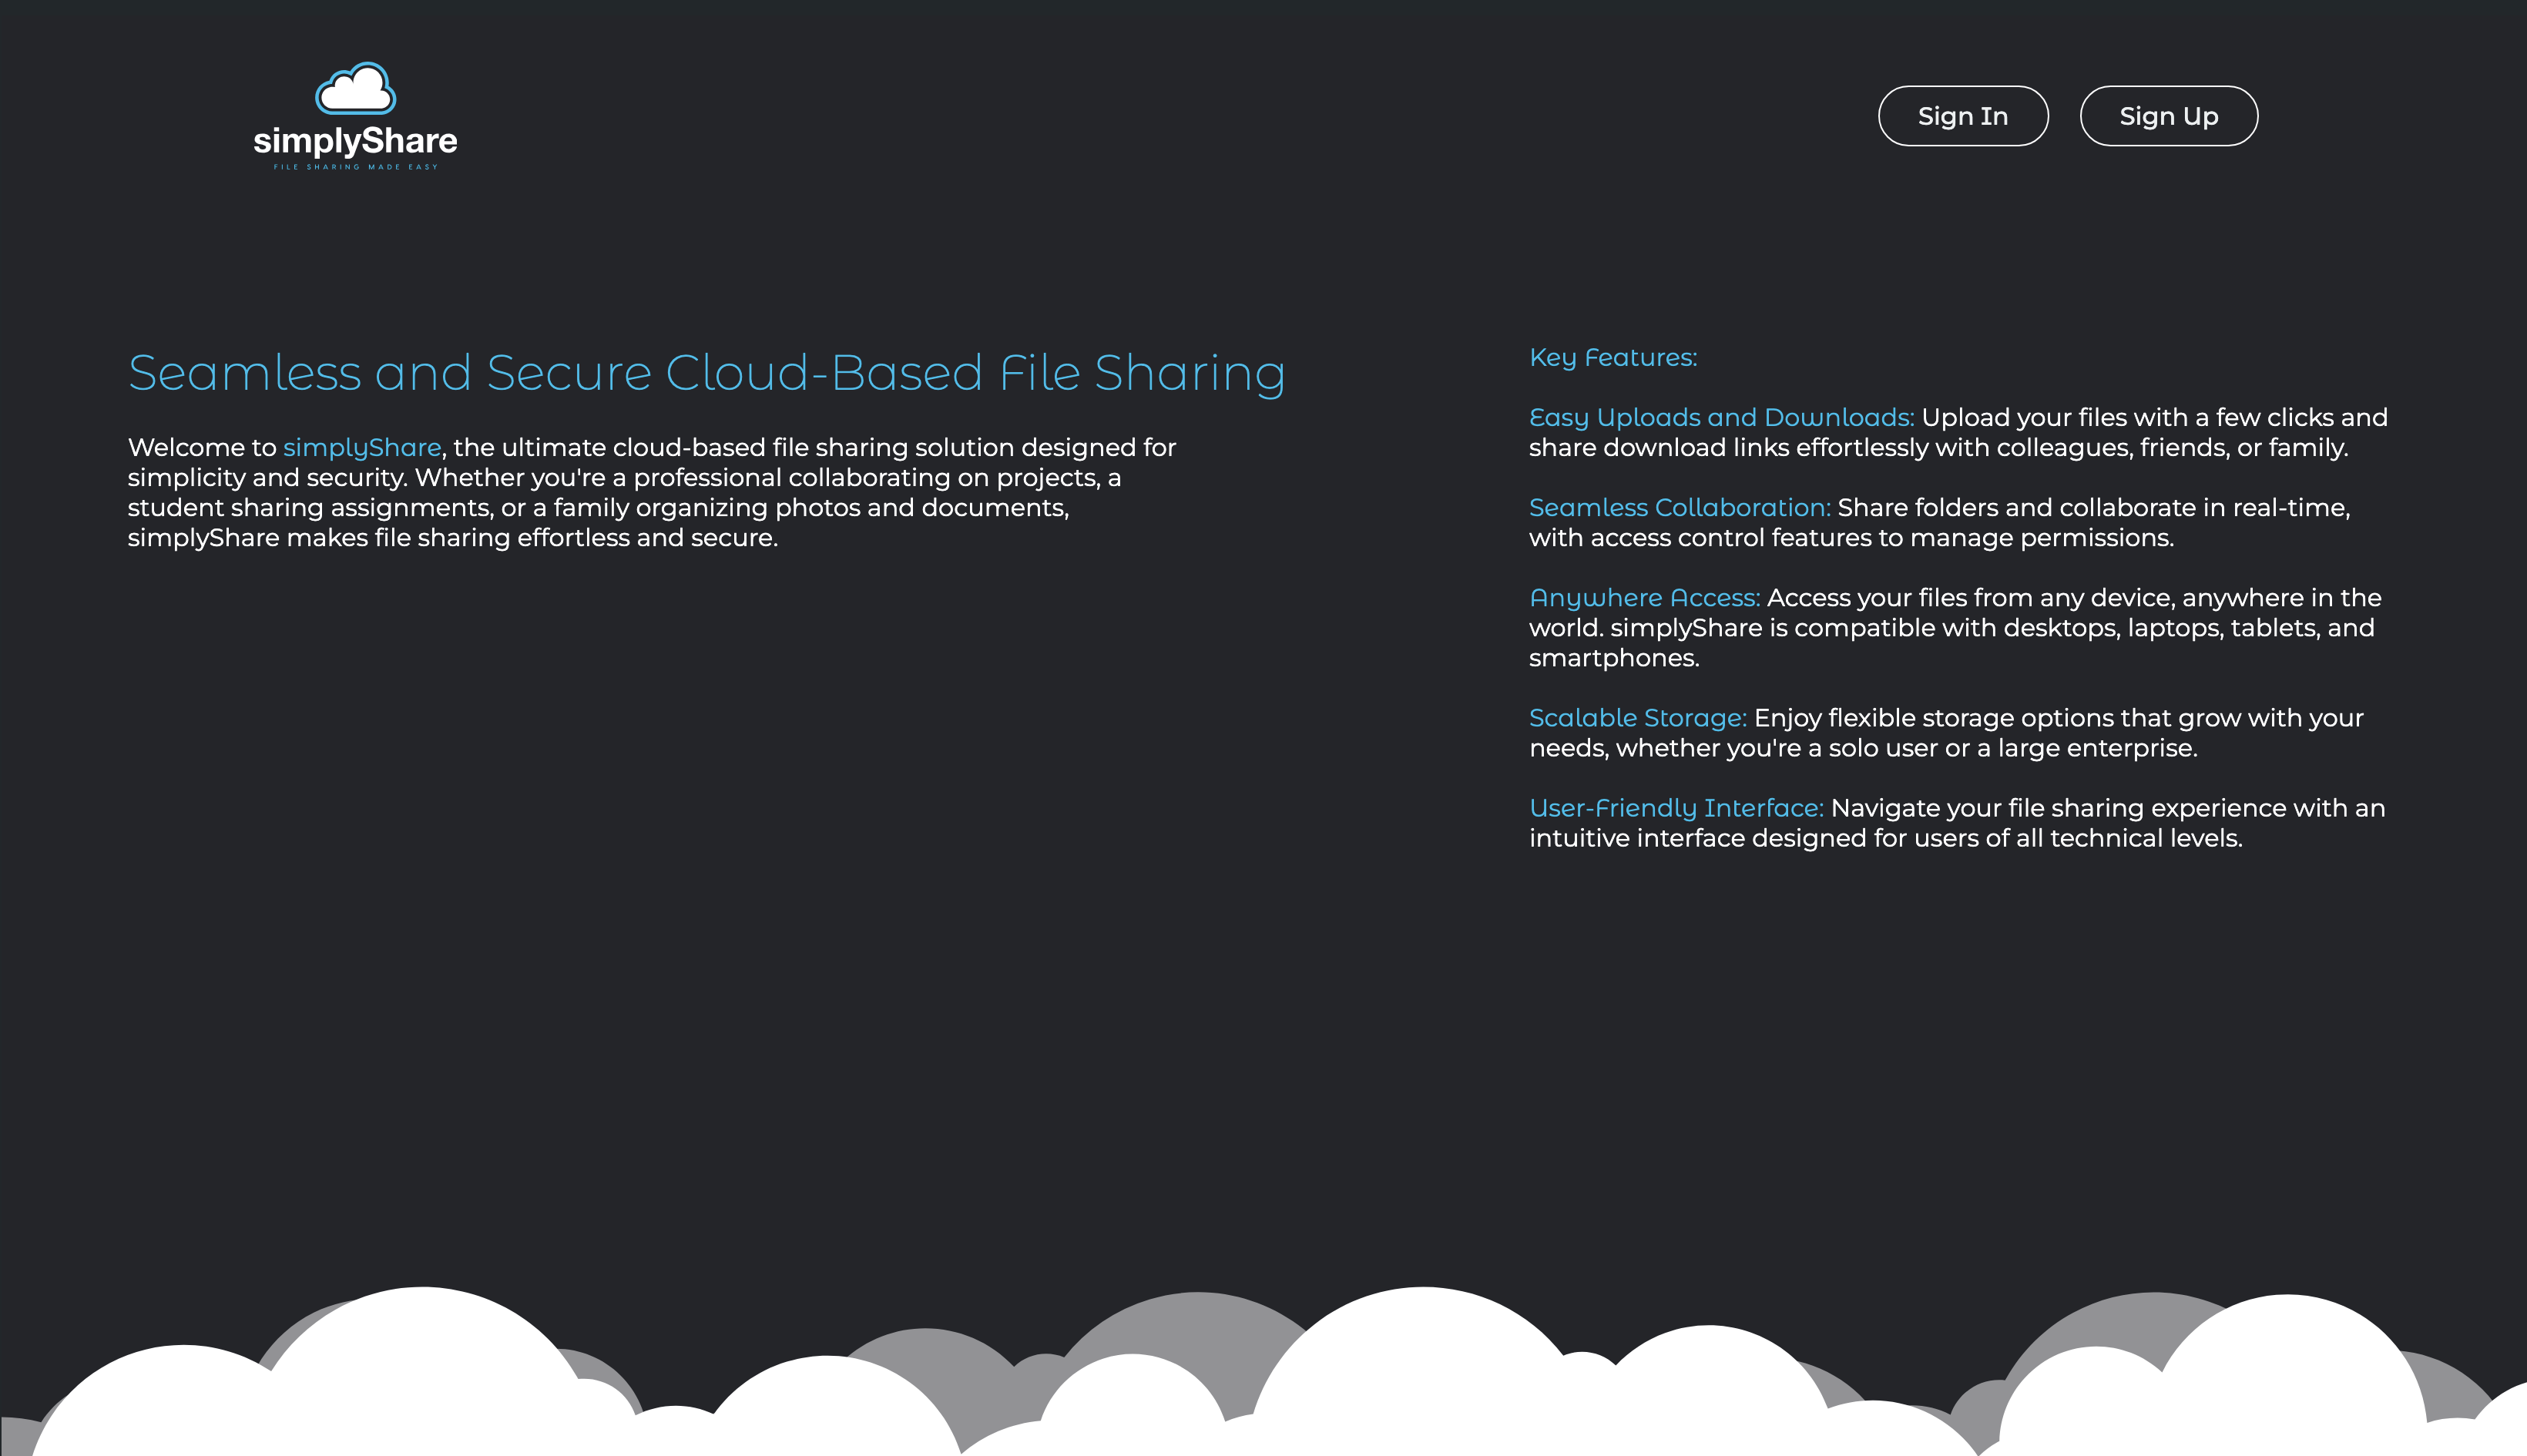 simplyShare
FILE SHARING MADE EASY
Sign In
Sign Up
Seamless and Secure Cloud-Based File Sharing
Welcome to simplyShare, the ultimate cloud-based file sharing solution designed for
simplicity and security. Whether you're a professional collaborating on projects, a
student sharing assignments, or a family organizing photos and documents,
simplyShare makes file sharing effortless and secure.
Key Features:
Easy Uploads and Downloads: Upload your files with a few clicks and
share download links effortlessly with colleagues, friends, or family.
Seamless Collaboration: Share folders and collaborate in real-time,
with access control features to manage permissions.
Anywhere Access: Access your files from any device, anywhere in the
world. simplyShare is compatible with desktops, laptops, tablets, and
smartphones.
Scalable Storage: Enjoy flexible storage options that grow with your
needs, whether you're a solo user or a large enterprise.
User-Friendly Interface: Navigate your file sharing experience with an
intuitive interface designed for users of all technical levels.